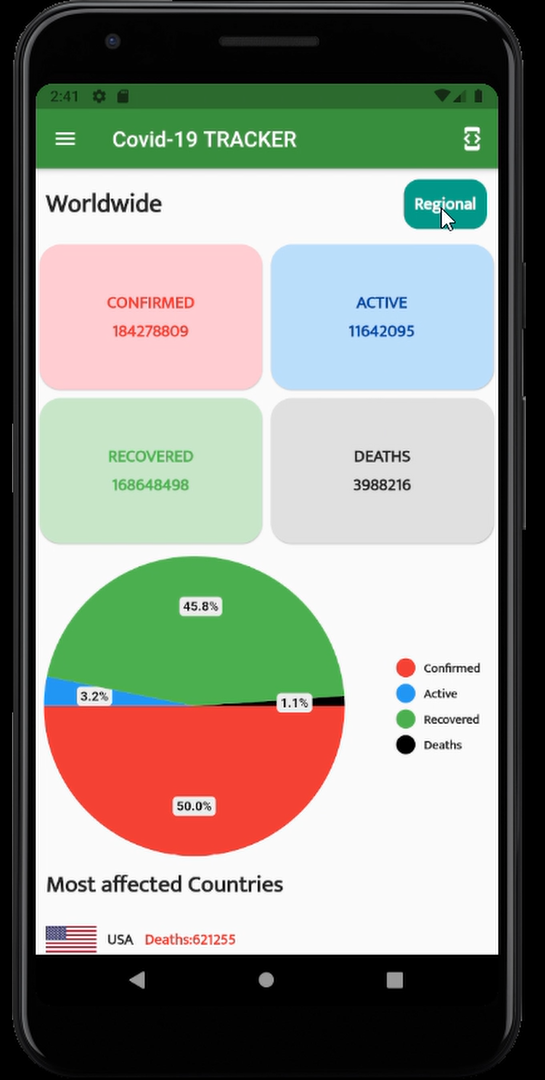 2:41
Covid-19 TRACKER
Worldwide
Regional
CONFIRMED
184278809
ACTIVE
11642095
RECOVERED
168648498
DEATHS
3988216
45.8%
3.2%
1.1%
50.0%
Confirmed
Active
Recovered
Deaths
Most affected Countries
USA Deaths:621255